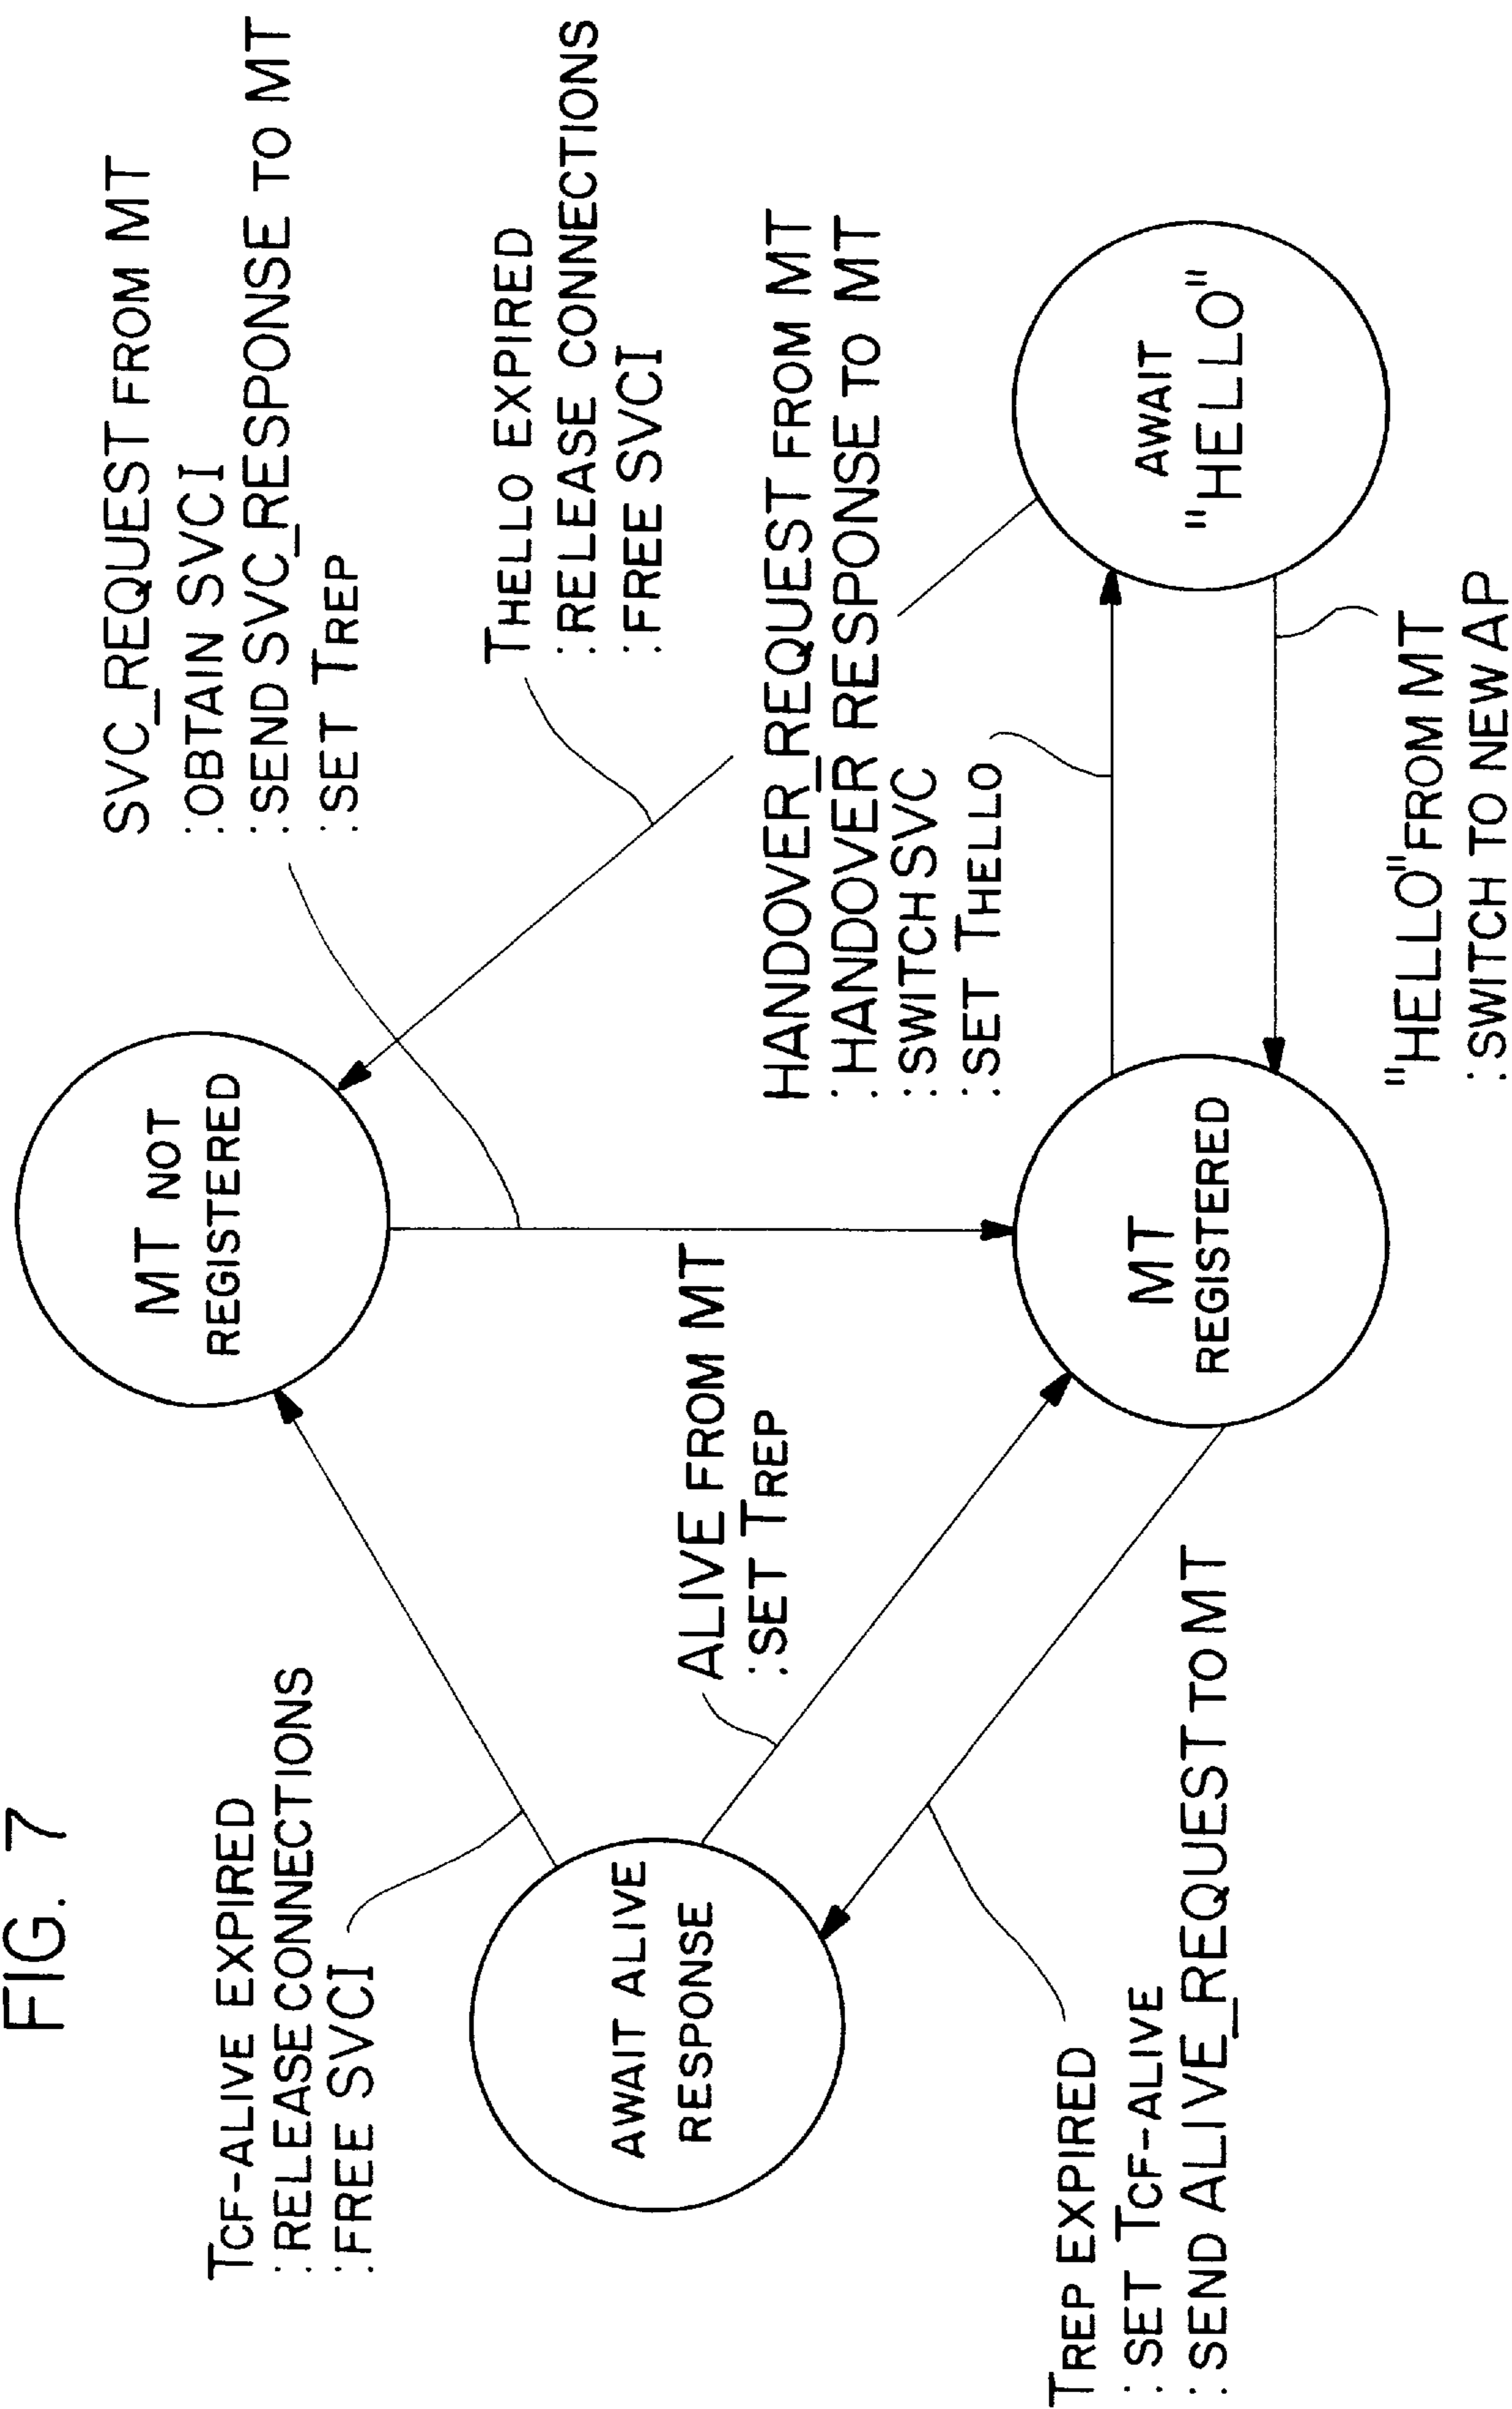 FIG. 7
TCF-ALIVE EXPIRED
:RELEASE CONNECTIONS
:FREE SVCI
MT NOT
REGISTERED
SVC_REQUEST FROM MT
:OBTAIN SVCI
:SEND SVC_RESPONSE TO MT
:SET TREP
THELLO EXPIRED
:RELEASE CONNECTIONS
:FREE SVCI
AWAIT ALIVE
RESPONSE
ALIVE FROM MT
:SET TREP
HANDOVER_REQUEST FROM MT
:HANDOVER_RESPONSE TO MT
:SWITCH SVC
:SET THELLO
TREP EXPIRED
:SET TCF-ALIVE
:SEND ALIVE_REQUEST TO MT
MT
REGISTERED
AWAIT
"HELLO"
"HELLO" FROM MT
:SWITCH TO NEW AP